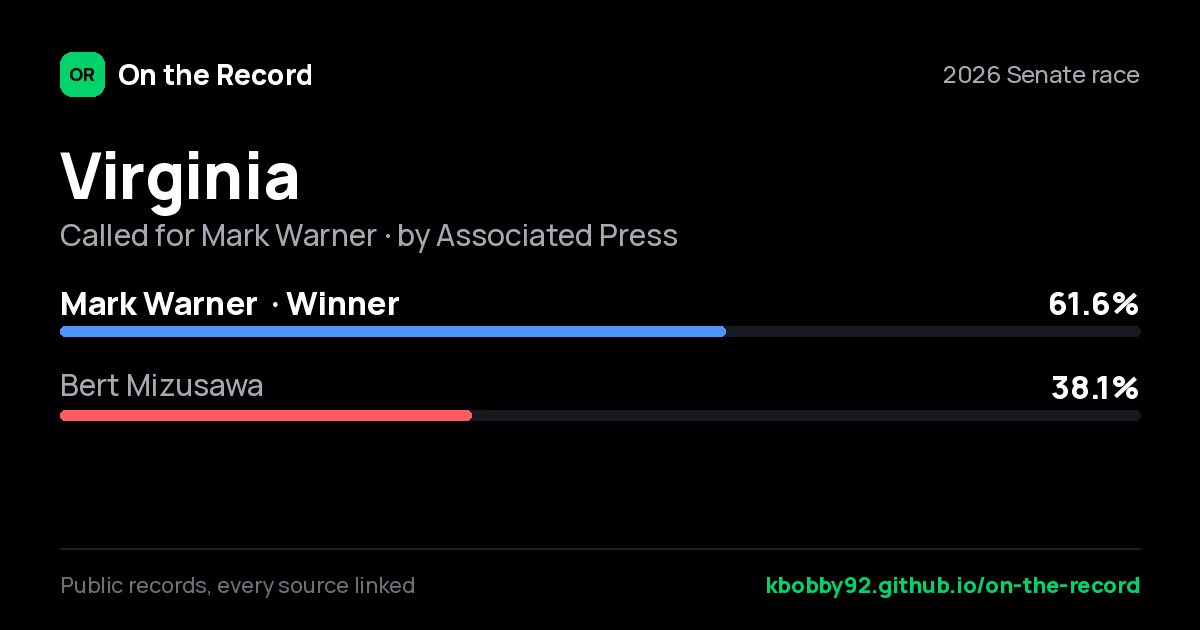 OR On the Record
2026 Senate race
Virginia
Called for Mark Warner · by Associated Press
Mark Warner · Winner 61.6%
Bert Mizusawa 38.1%
Public records, every source linked
kbobby92.github.io/on-the-record